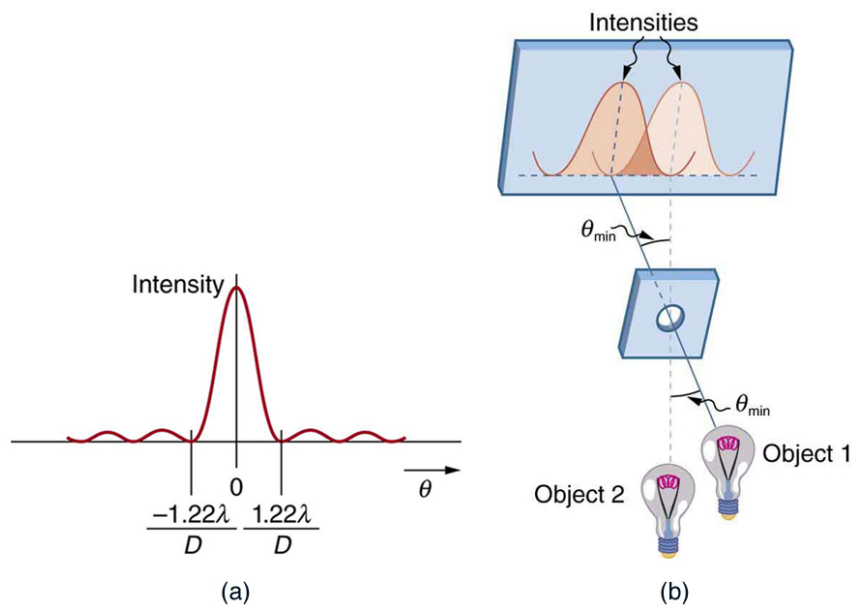 Intensity
0
θ
–1.22λ
D
1.22λ
D
(a)
Intensities
θmin
θmin
Object 1
Object 2
(b)